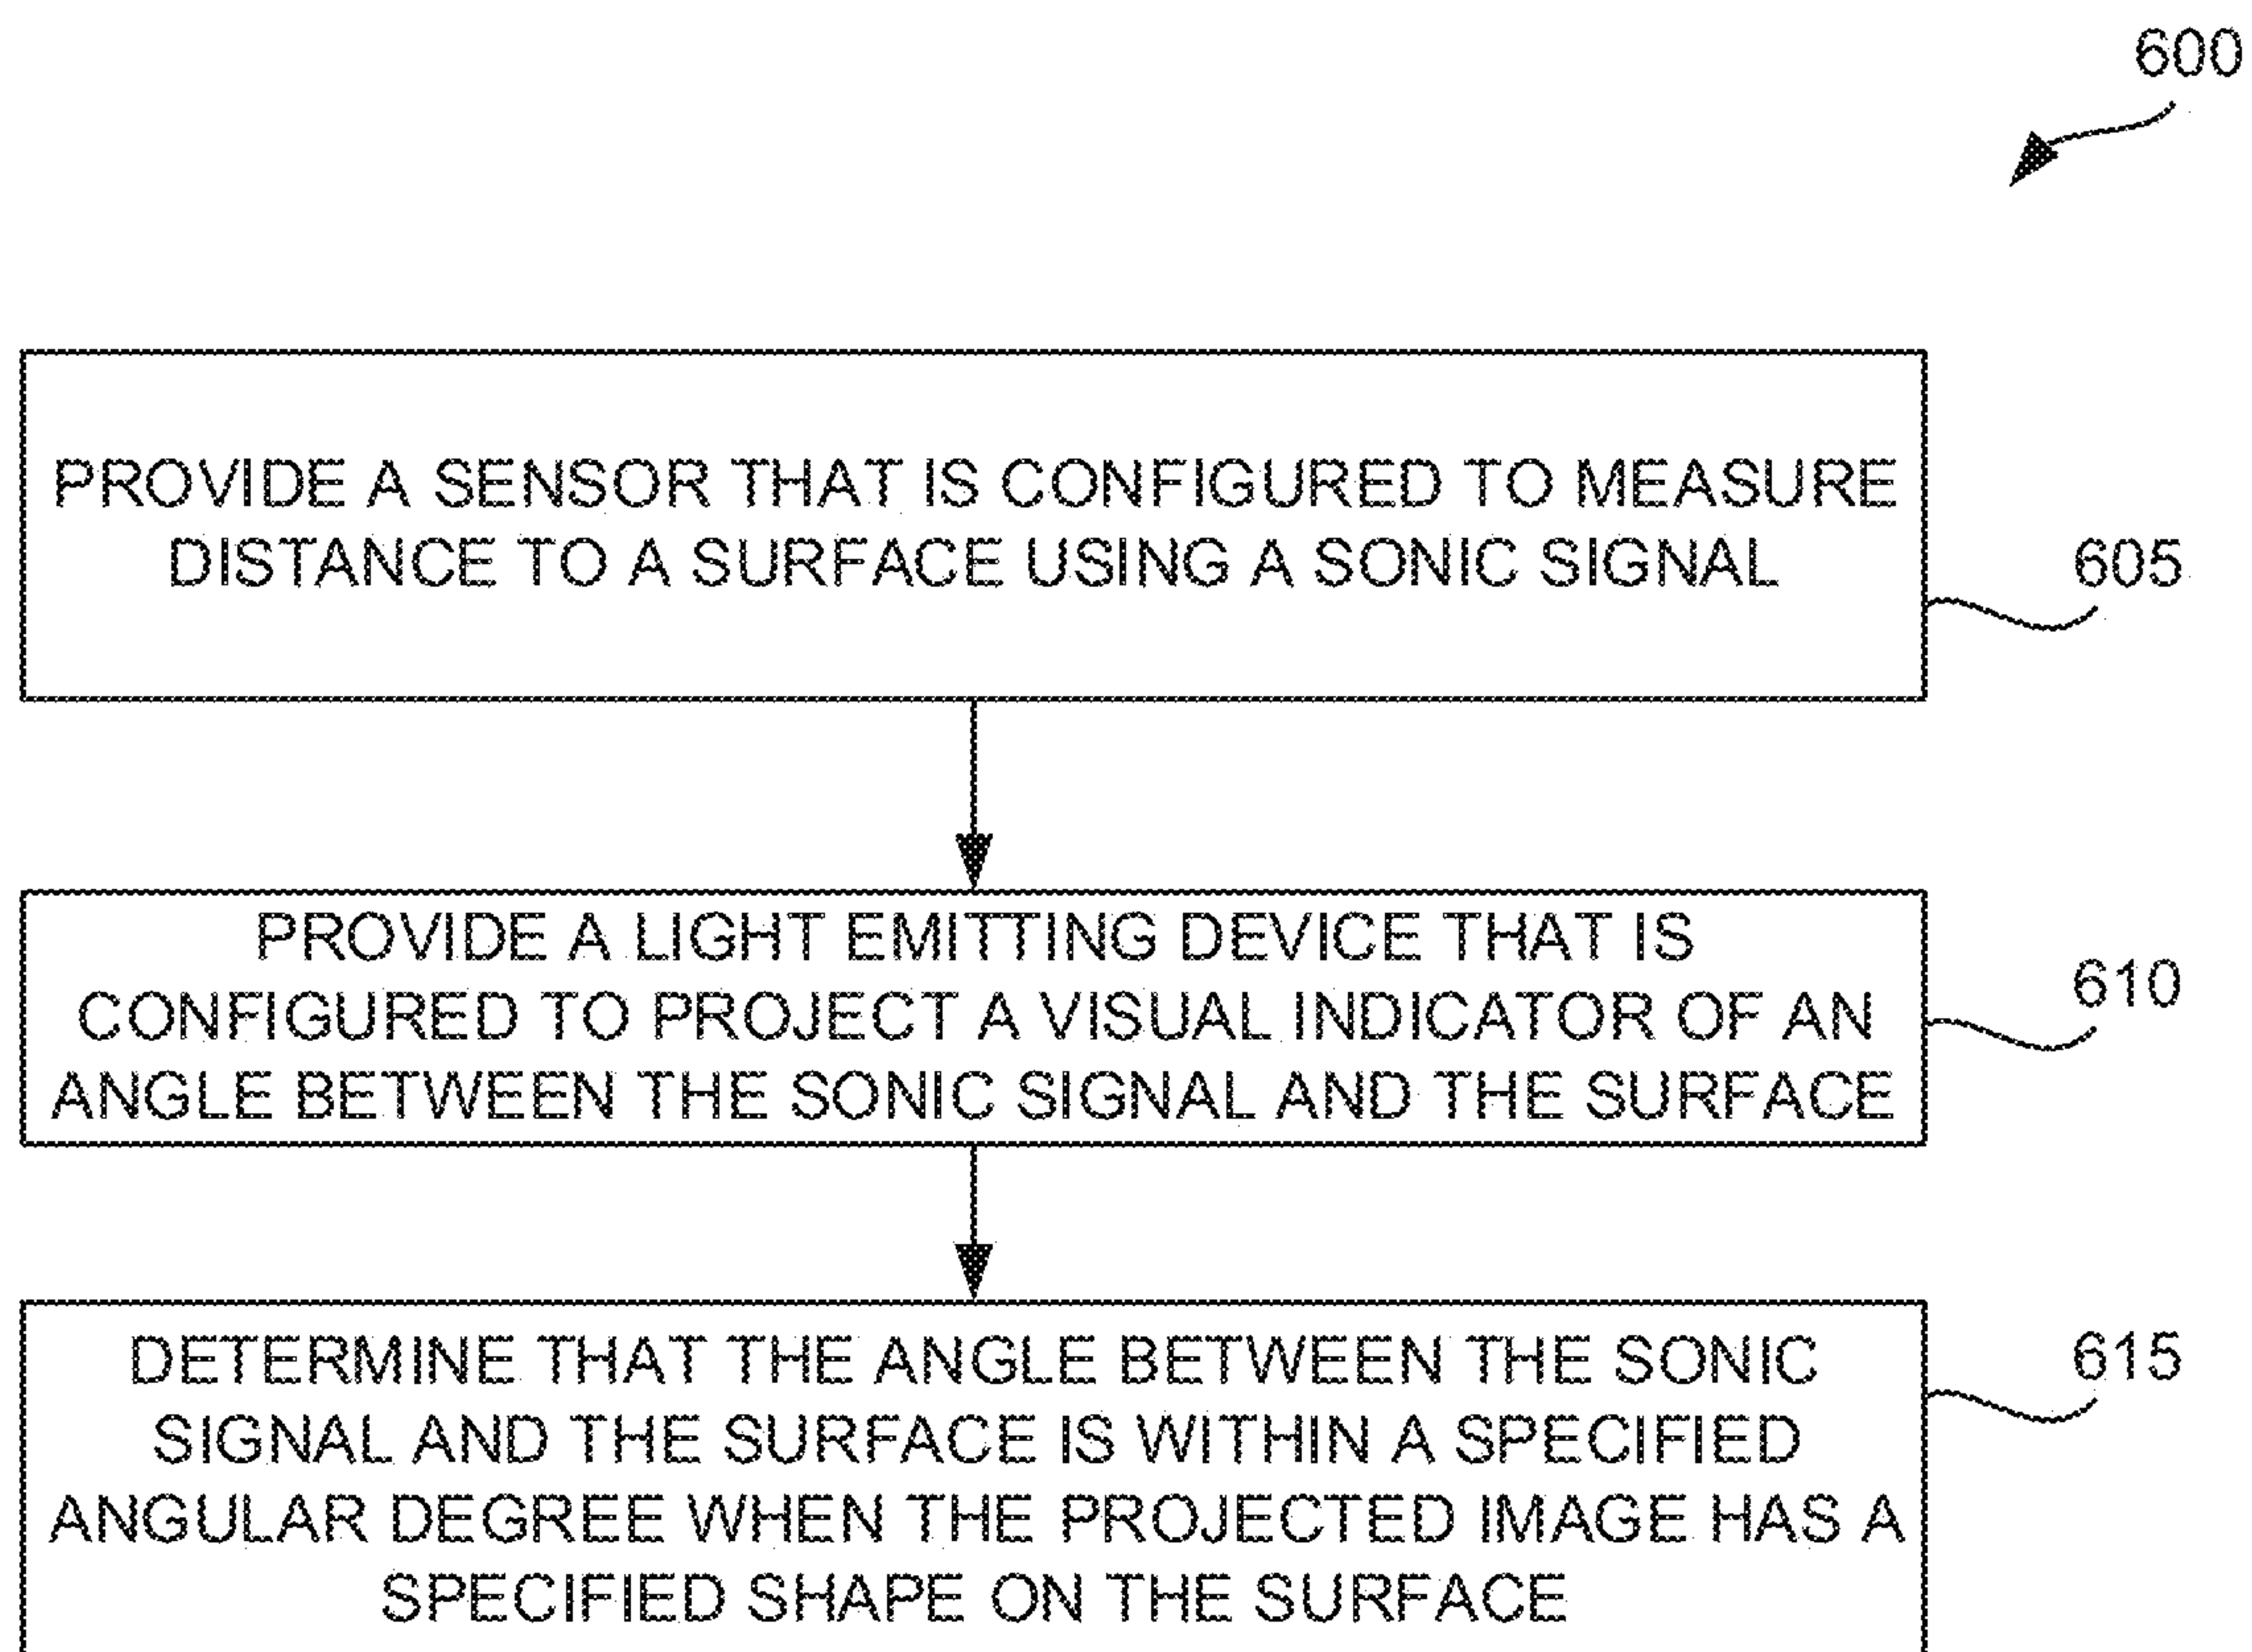 600
PROVIDE A SENSOR THAT IS CONFIGURED TO MEASURE
DISTANCE TO A SURFACE USING A SONIC SIGNAL
605
PROVIDE A LIGHT EMITTING DEVICE THAT IS
CONFIGURED TO PROJECT A VISUAL INDICATOR OF AN
ANGLE BETWEEN THE SONIC SIGNAL AND THE SURFACE
610
DETERMINE THAT THE ANGLE BETWEEN THE SONIC
SIGNAL AND THE SURFACE IS WITHIN A SPECIFIED
ANGULAR DEGREE WHEN THE PROJECTED IMAGE HAS A
SPECIFIED SHAPE ON THE SURFACE
615